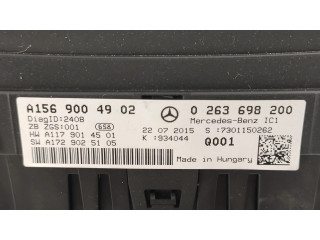 A156 900 49 02 0 263 698 200
DiagID:2408 Mercedes-Benz IC1
ZB ZGS:001 GSB 22 07 2015 S :7301150262
HW A117 901 45 01 K :934044 Q001
SW A172 902 51 05 Made in Hungary